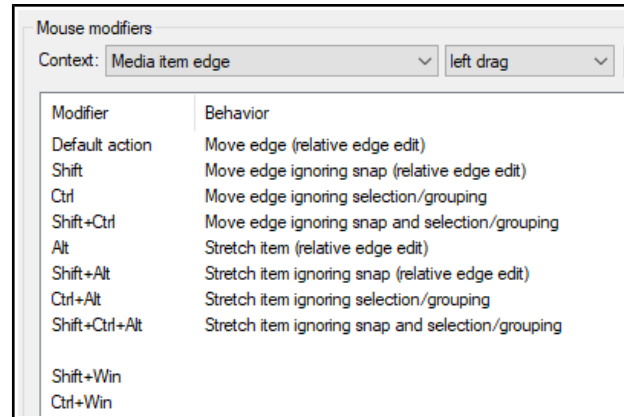 Mouse modifiers
Context: Media item edge left drag
Modifier Behavior
Default action Move edge (relative edge edit)
Shift Move edge ignoring snap (relative edge edit)
Ctrl Move edge ignoring selection/grouping
Shift+Ctrl Move edge ignoring snap and selection/grouping
Alt Stretch item (relative edge edit)
Shift+Alt Stretch item ignoring snap (relative edge edit)
Ctrl+Alt Stretch item ignoring selection/grouping
Shift+Ctrl+Alt Stretch item ignoring snap and selection/grouping
Shift+Win
Ctrl+Win